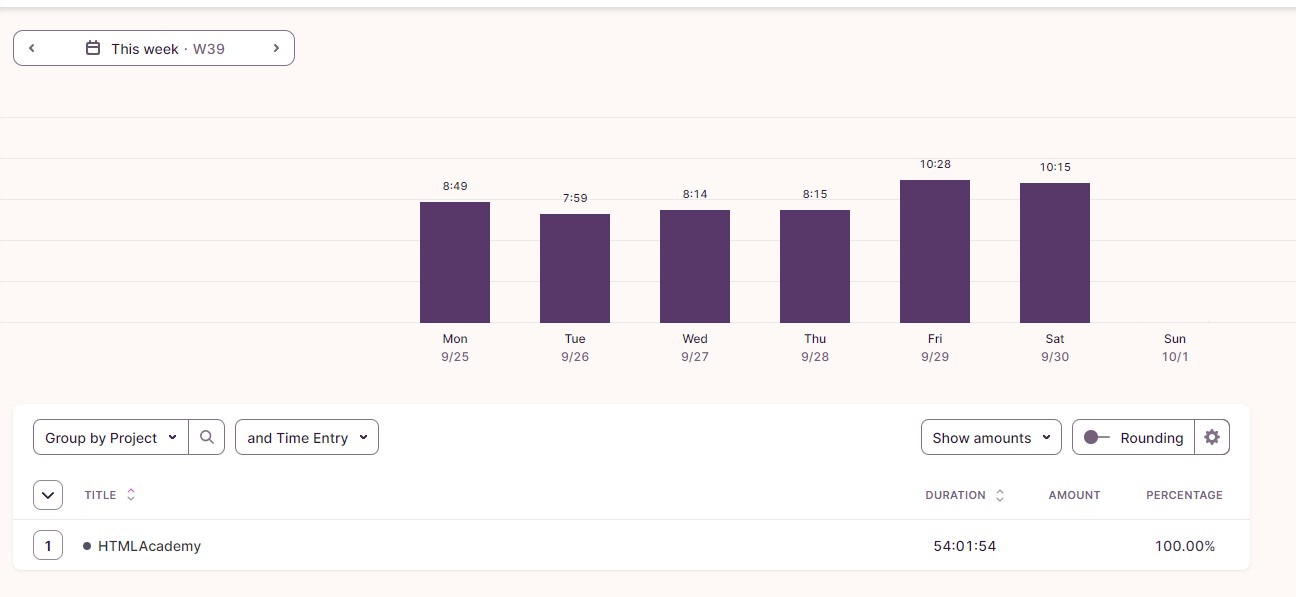 This week · W39
10:28
10:15
8:49
8:14
8:15
7:59
Mon Tue Wed Thu Fri Sat Sun
9/25 9/26 9/27 9/28 9/29 9/30 10/1
Group by Project and Time Entry Show amounts Rounding
TITLE DURATION AMOUNT PERCENTAGE
1 HTMLAcademy 54:01:54 100.00%